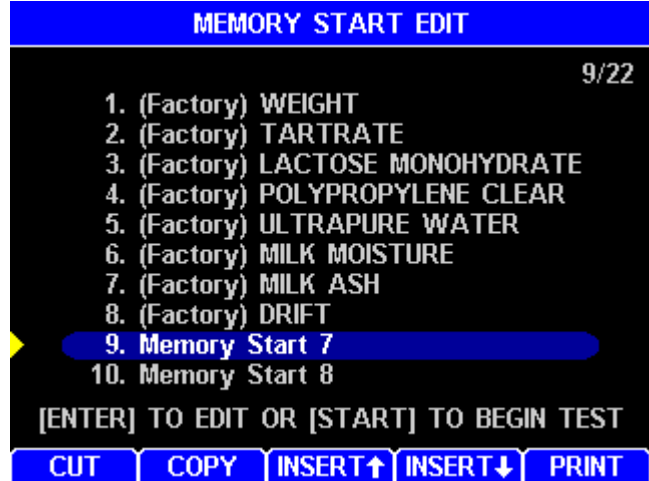 MEMORY START EDIT
9/22
1. (Factory) WEIGHT
2. (Factory) TARTRATE
3. (Factory) LACTOSE MONOHYDRATE
4. (Factory) POLYPROPYLENE CLEAR
5. (Factory) ULTRAPURE WATER
6. (Factory) MILK MOISTURE
7. (Factory) MILK ASH
8. (Factory) DRIFT
9. Memory Start 7
10. Memory Start 8
[ENTER] TO EDIT OR [START] TO BEGIN TEST
CUT COPY INSERT↑ INSERT↓ PRINT